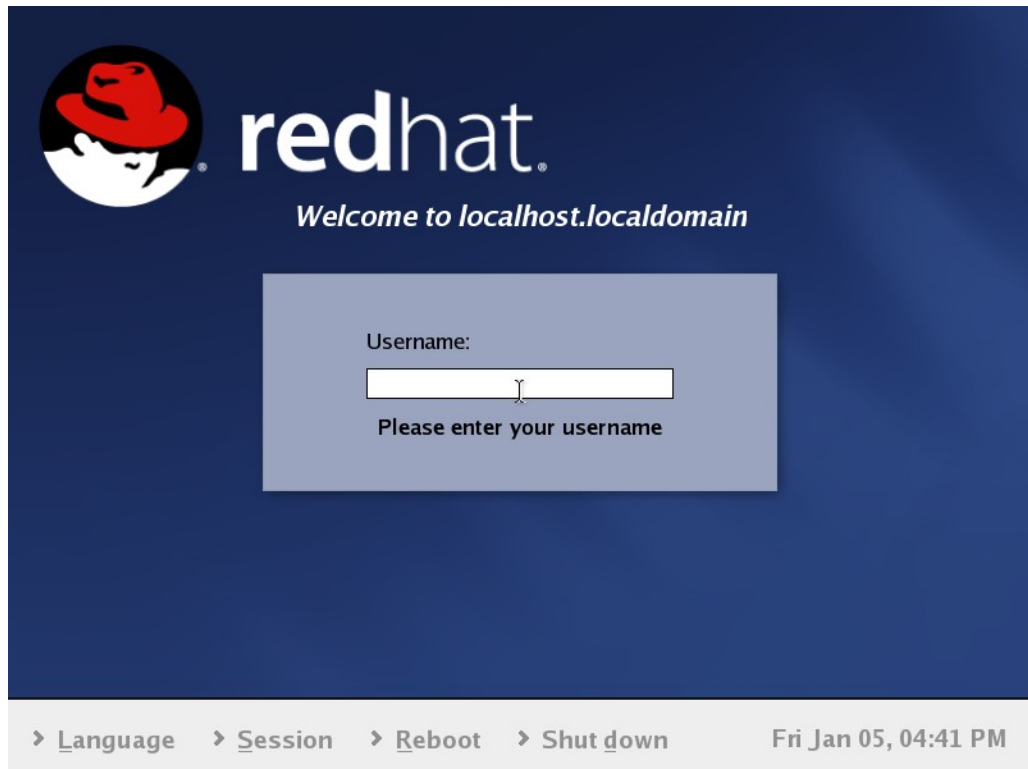 redhat.
Welcome to localhost.localdomain
Username:
Please enter your username
Language Session Reboot Shut down Fri Jan 05, 04:41 PM